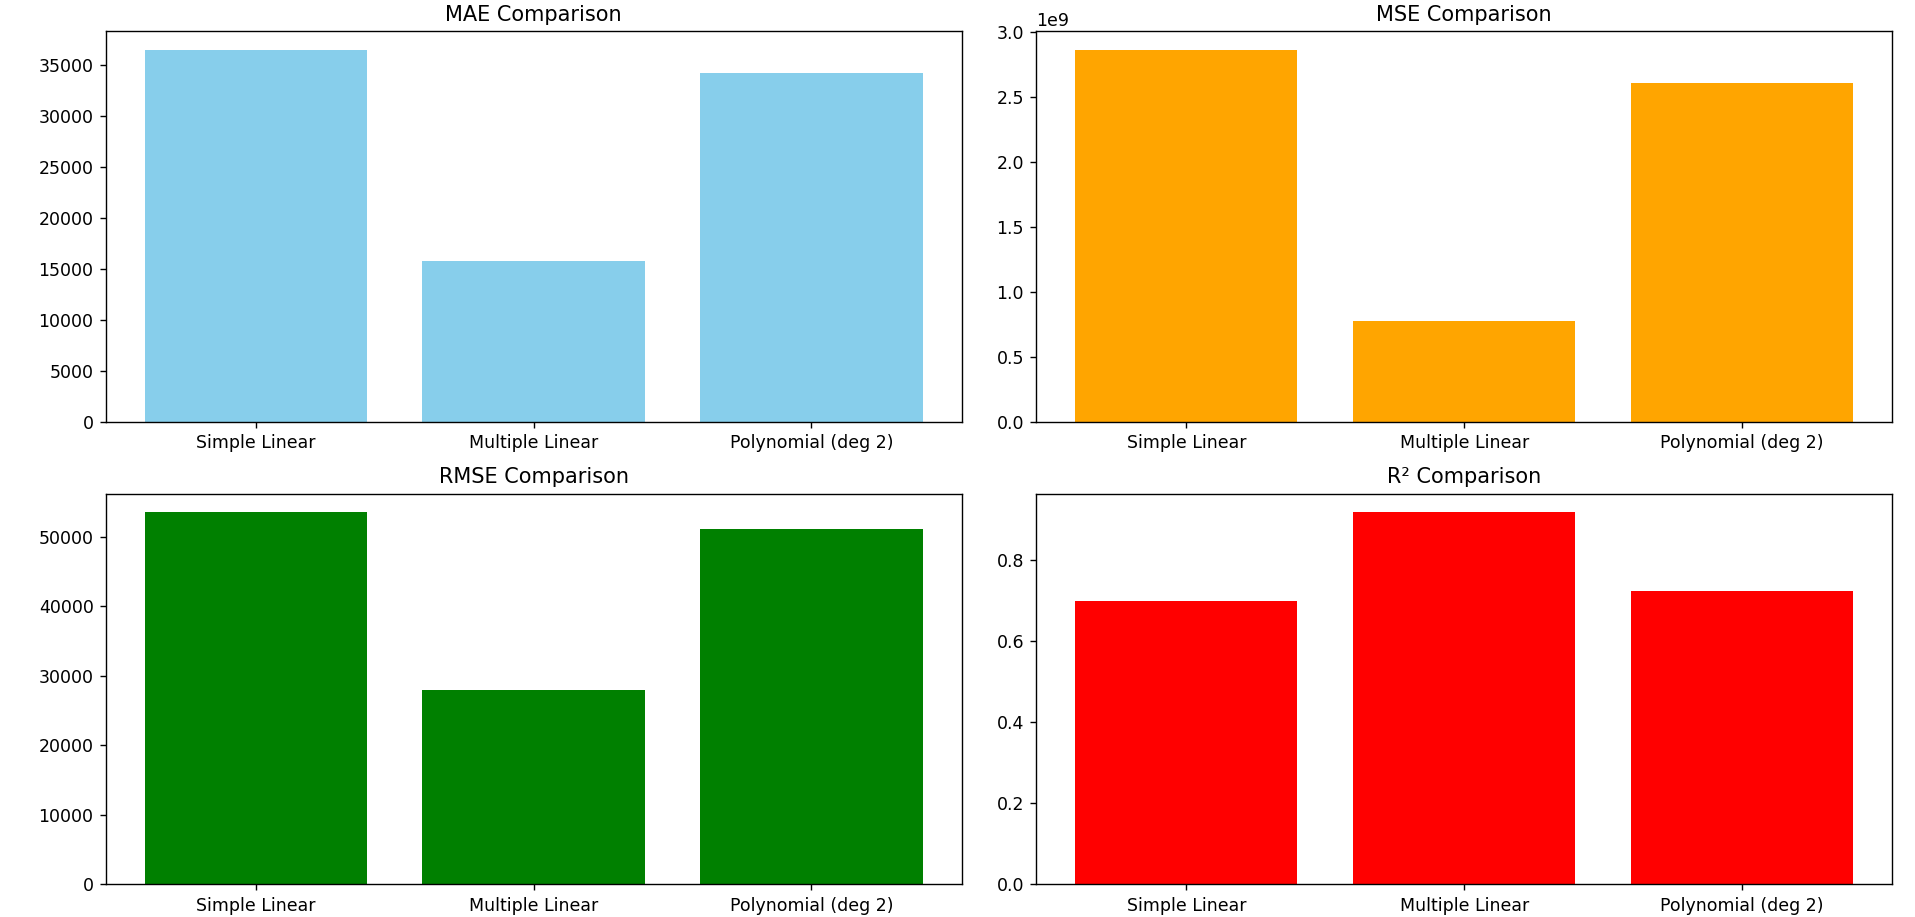 MAE Comparison
35000
30000
25000
20000
15000
10000
5000
0
Simple Linear
Multiple Linear
Polynomial (deg 2)
MSE Comparison
1e9
3.0
2.5
2.0
1.5
1.0
0.5
0.0
Simple Linear
Multiple Linear
Polynomial (deg 2)
RMSE Comparison
50000
40000
30000
20000
10000
0
Simple Linear
Multiple Linear
Polynomial (deg 2)
R² Comparison
0.8
0.6
0.4
0.2
0.0
Simple Linear
Multiple Linear
Polynomial (deg 2)